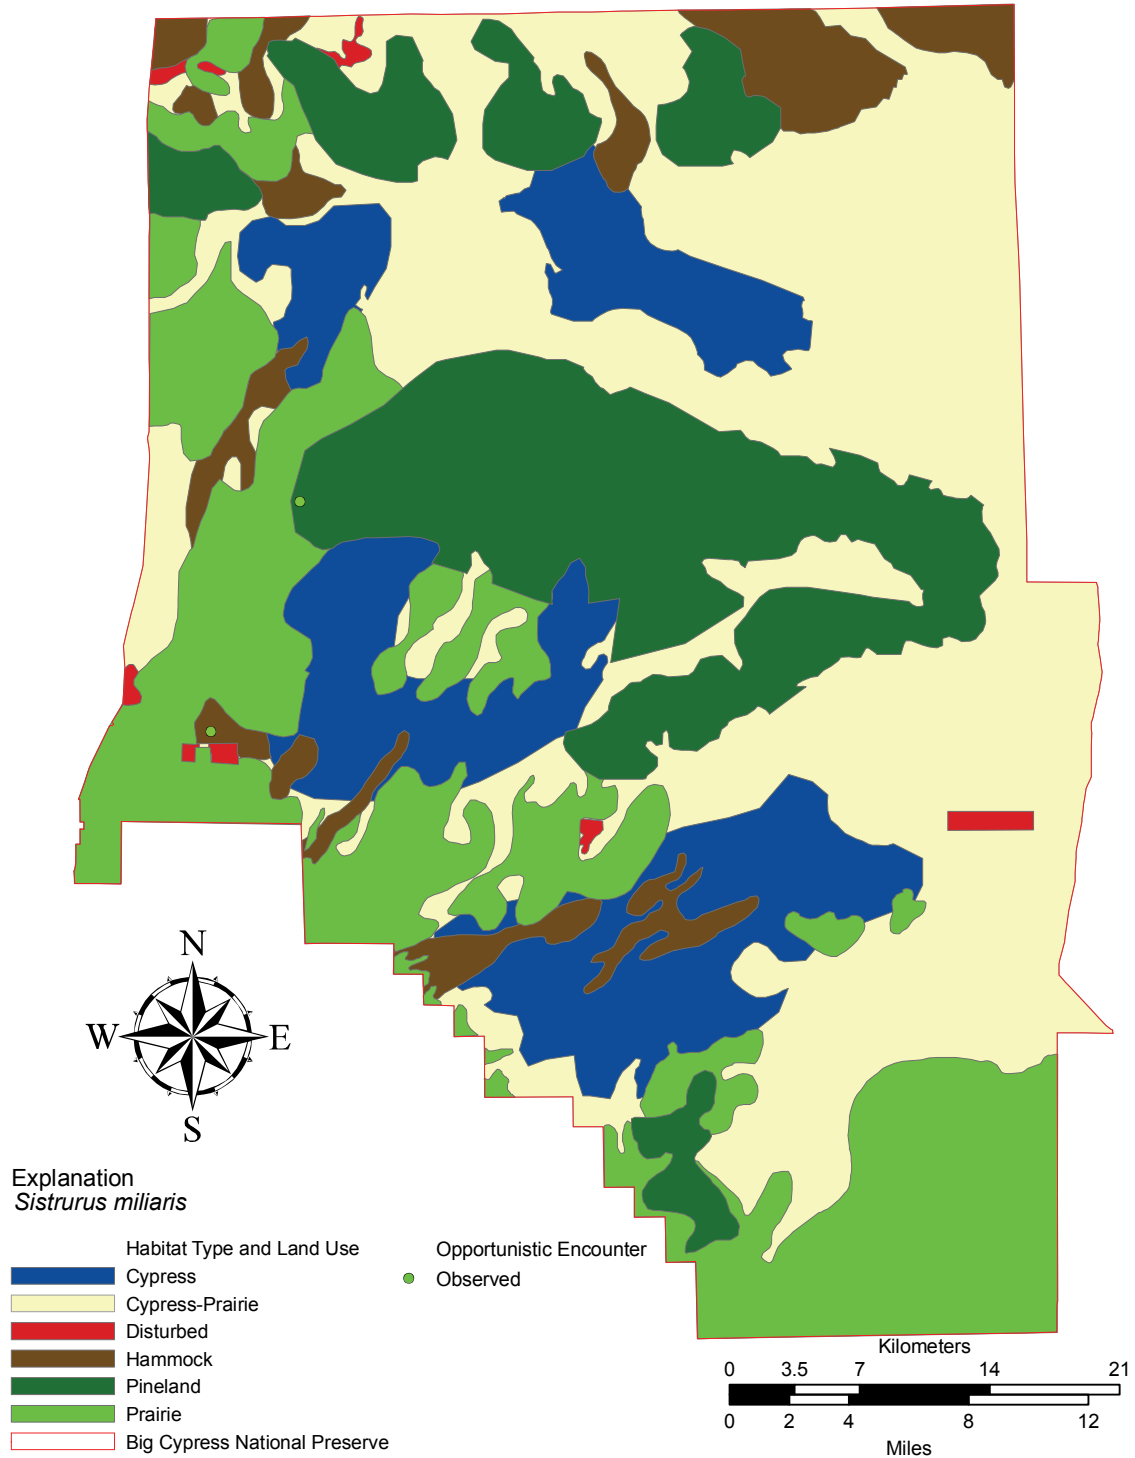 N
W E
S
Explanation
Sistrurus miliaris
Habitat Type and Land Use
Cypress
Cypress-Prairie
Disturbed
Hammock
Pineland
Prairie
Big Cypress National Preserve
Opportunistic Encounter
Observed
Kilometers
0 3.5 7 14 21
0 2 4 8 12
Miles